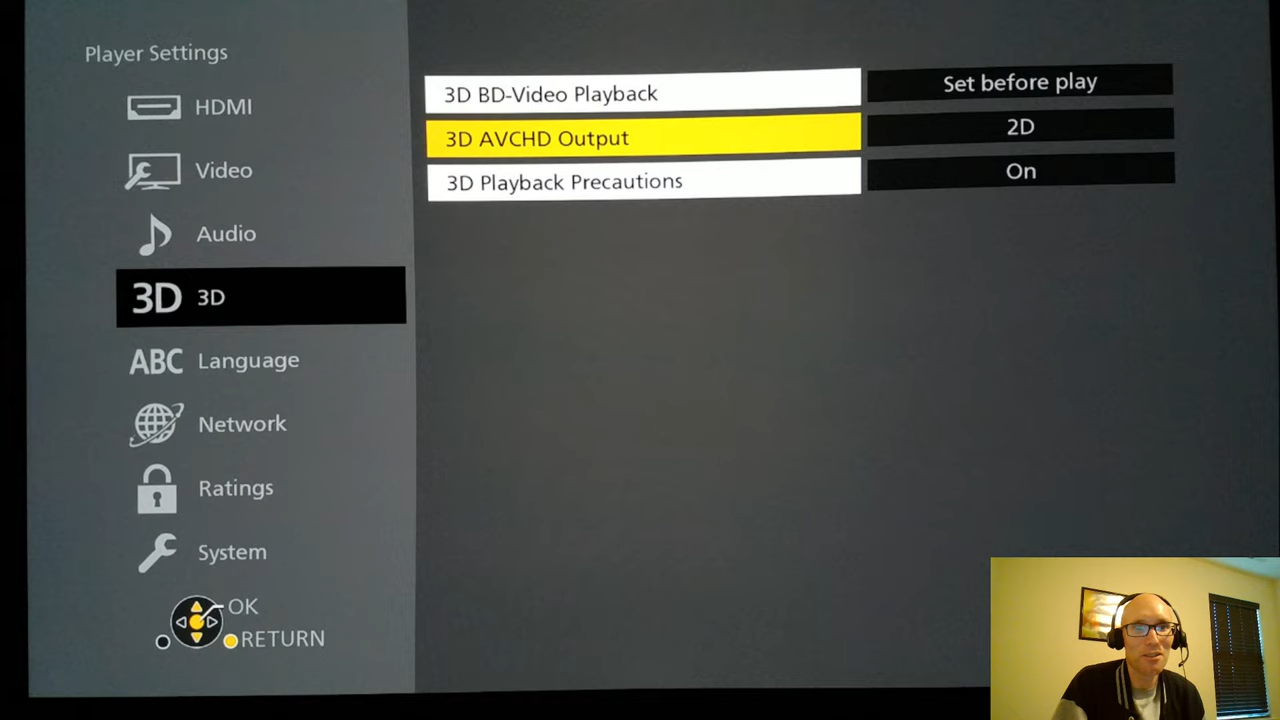 Player Settings
HDMI
Video
Audio
3D 3D
ABC Language
Network
Ratings
System
OK
RETURN
3D BD-Video Playback Set before play
3D AVCHD Output 2D
3D Playback Precautions On